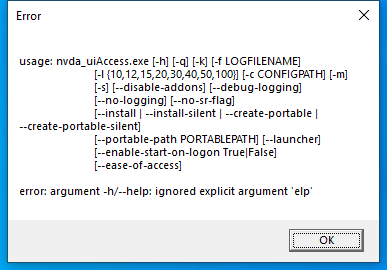 Error
usage: nvda_uiAccess.exe [-h] [-q] [-k] [-f LOGFILENAME]
[-l {10,12,15,20,30,40,50,100}] [-c CONFIGPATH] [-m]
[-s] [--disable-addons] [--debug-logging]
[--no-logging] [--no-sr-flag]
[--install | --install-silent | --create-portable |
--create-portable-silent]
[--portable-path PORTABLEPATH] [--launcher]
[--enable-start-on-logon True|False]
[--ease-of-access]
error: argument -h/--help: ignored explicit argument 'elp'
OK